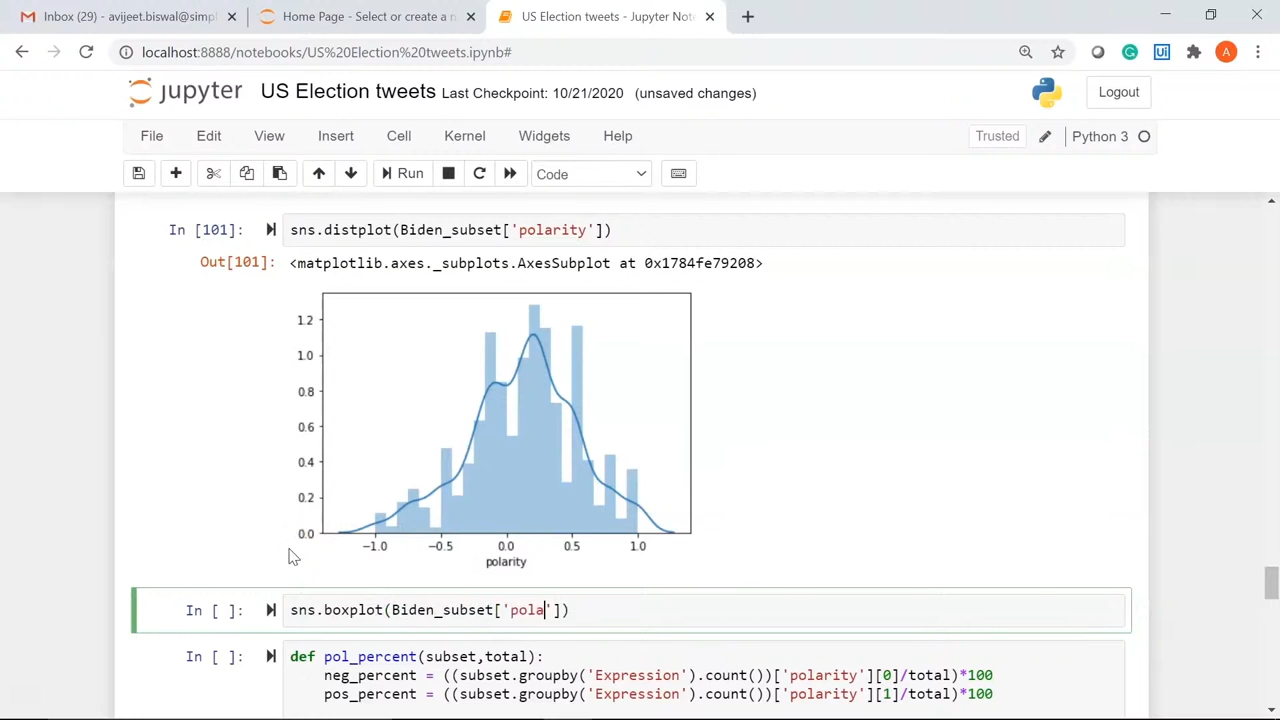 Inbox (29) - avijeet.biswal@simpl
Home Page - Select or create a n
US Election tweets - Jupyter Note
localhost:8888/notebooks/US%20Election%20tweets.ipynb#
Ui
A
jupyter US Election tweets Last Checkpoint: 10/21/2020 (unsaved changes)
Logout
File Edit View Insert Cell Kernel Widgets Help
Trusted
Python 3
Run
Code
In [101]: sns.distplot(Biden_subset['polarity'])
Out[101]: <matplotlib.axes._subplots.AxesSubplot at 0x1784fe79208>
1.2
1.0
0.8
0.6
0.4
0.2
0.0
−1.0 −0.5 0.0 0.5 1.0
polarity
In [ ]: sns.boxplot(Biden_subset['pola'])
In [ ]: def pol_percent(subset,total):
neg_percent = ((subset.groupby('Expression').count())['polarity'][0]/total)*100
pos_percent = ((subset.groupby('Expression').count())['polarity'][1]/total)*100